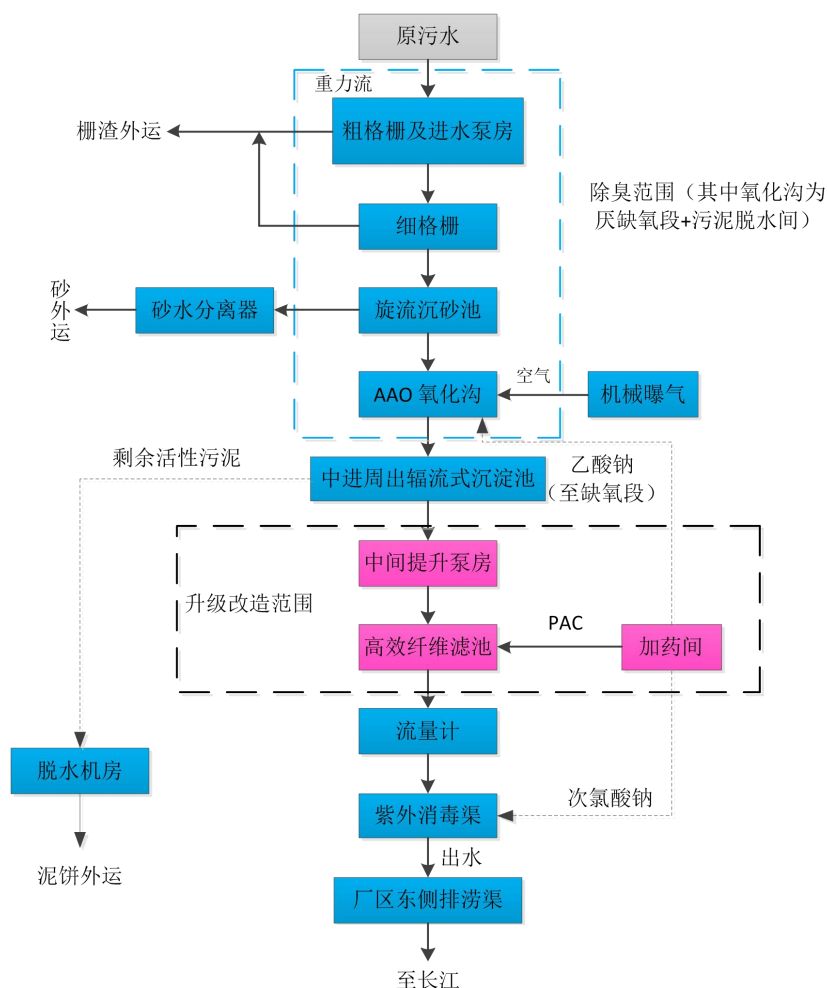 原污水
重力流
粗格栅及进水泵房
栅渣外运
除臭范围（其中氧化沟为
厌缺氧段+污泥脱水间）
细格栅
砂外运
砂水分离器
旋流沉砂池
空气
AAO 氧化沟
机械曝气
剩余活性污泥
中进周出辐流式沉淀池
乙酸钠
（至缺氧段）
中间提升泵房
升级改造范围
PAC
高效纤维滤池
加药间
流量计
脱水机房
次氯酸钠
紫外消毒渠
出水
泥饼外运
厂区东侧排涝渠
至长江